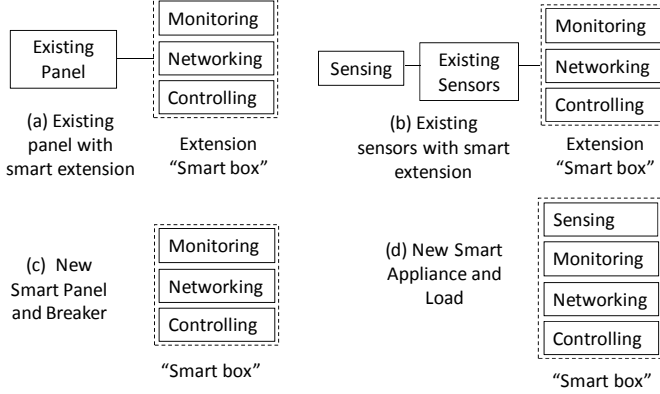 Existing
Panel
Monitoring
Networking
Controlling
(a) Existing
panel with
smart extension
Extension
“Smart box”
Sensing
Existing
Sensors
Monitoring
Networking
Controlling
(b) Existing
sensors with smart
extension
Extension
“Smart box”
(c) New
Smart Panel
and Breaker
Monitoring
Networking
Controlling
“Smart box”
(d) New Smart
Appliance and
Load
Sensing
Monitoring
Networking
Controlling
“Smart box”